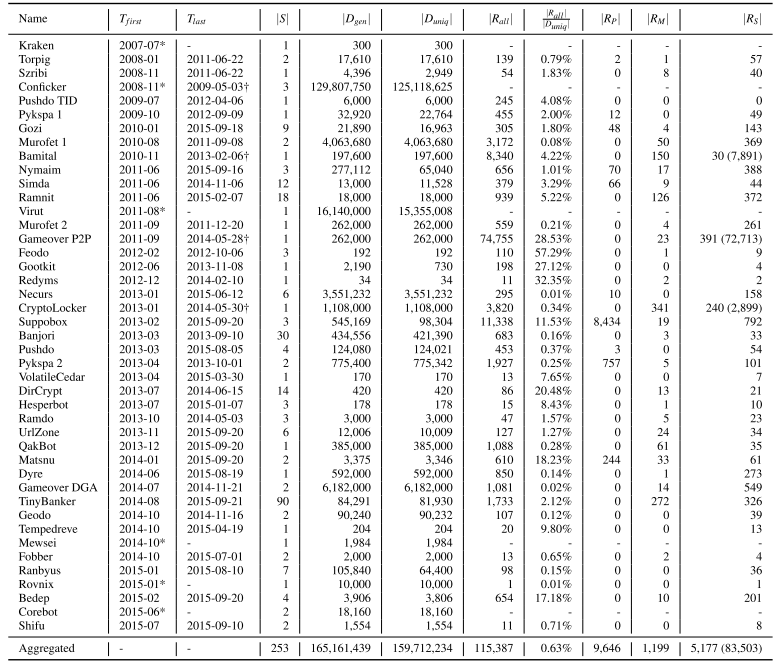 Name T_first T_last |S| |D_gen| |D_uniq| |R_all| |R_all|/|D_uniq| |R_P| |R_M| |R_S|
Kraken 2007-07* - 1 300 300 - - - - -
Torpig 2008-01 2011-06-22 2 17,610 17,610 139 0.79% 2 1 57
Szribi 2008-11 2011-06-22 1 4,396 2,949 54 1.83% 0 8 40
Conficker 2008-11* 2009-05-03† 3 129,807,750 125,118,625 - - - - -
Pushdo TID 2009-07 2012-04-06 1 6,000 6,000 245 4.08% 0 0 0
Pykspa 1 2009-10 2012-09-09 1 32,920 22,764 455 2.00% 12 0 49
Gozi 2010-01 2015-09-18 9 21,890 16,963 305 1.80% 48 4 143
Murofet 1 2010-08 2011-09-08 2 4,063,680 4,063,680 3,172 0.08% 0 50 369
Bamital 2010-11 2013-02-06† 1 197,600 197,600 8,340 4.22% 0 150 30 (7,891)
Nymaim 2011-06 2015-09-16 3 277,112 65,040 656 1.01% 70 17 388
Simda 2011-06 2014-11-06 12 13,000 11,528 379 3.29% 66 9 44
Ramnit 2011-06 2015-02-07 18 18,000 18,000 939 5.22% 0 126 372
Virut 2011-08* - 1 16,140,000 15,355,008 - - - - -
Murofet 2 2011-09 2011-12-20 1 262,000 262,000 559 0.21% 0 4 261
Gameover P2P 2011-09 2014-05-28† 1 262,000 262,000 74,755 28.53% 0 23 391 (72,713)
Feodo 2012-02 2012-10-06 3 192 192 110 57.29% 0 1 9
Gootkit 2012-06 2013-11-08 1 2,190 730 198 27.12% 0 0 4
Redyms 2012-12 2014-02-10 1 34 34 11 32.35% 0 2 2
Necurs 2013-01 2015-06-12 6 3,551,232 3,551,232 295 0.01% 10 0 158
CryptoLocker 2013-01 2014-05-30† 1 1,108,000 1,108,000 3,820 0.34% 0 341 240 (2,899)
Suppobox 2013-02 2015-09-20 3 545,169 98,304 11,338 11.53% 8,434 19 792
Banjori 2013-03 2013-09-10 30 434,556 421,390 683 0.16% 0 3 33
Pushdo 2013-03 2015-08-05 4 124,080 124,021 453 0.37% 3 0 54
Pykspa 2 2013-04 2013-10-01 2 775,400 775,342 1,927 0.25% 757 5 101
VolatileCedar 2013-04 2015-03-30 1 170 170 13 7.65% 0 0 7
DirCrypt 2013-07 2014-06-15 14 420 420 86 20.48% 0 13 21
Hesperbot 2013-07 2015-01-07 3 178 178 15 8.43% 0 1 10
Ramdo 2013-10 2014-05-03 3 3,000 3,000 47 1.57% 0 5 23
UrlZone 2013-11 2015-09-20 6 12,006 10,009 127 1.27% 0 24 34
QakBot 2013-12 2015-09-20 1 385,000 385,000 1,088 0.28% 0 61 35
Matsnu 2014-01 2015-09-20 2 3,375 3,346 610 18.23% 244 33 61
Dyre 2014-06 2015-08-19 1 592,000 592,000 850 0.14% 0 1 273
Gameover DGA 2014-07 2014-11-21 2 6,182,000 6,182,000 1,081 0.02% 0 14 549
TinyBanker 2014-08 2015-09-21 90 84,291 81,930 1,733 2.12% 0 272 326
Geodo 2014-10 2014-11-16 2 90,240 90,232 107 0.12% 0 0 39
Tempedreve 2014-10 2015-04-19 1 204 204 20 9.80% 0 0 13
Mewsei 2014-10* - 1 1,984 1,984 - - - - -
Fobber 2014-10 2015-07-01 2 2,000 2,000 13 0.65% 0 2 4
Ranbyus 2015-01 2015-08-10 7 105,840 64,400 98 0.15% 0 0 36
Rovnix 2015-01* - 1 10,000 10,000 1 0.01% 0 0 1
Bedep 2015-02 2015-09-20 4 3,906 3,806 654 17.18% 0 10 201
Corebot 2015-06* - 2 18,160 18,160 - - - - -
Shifu 2015-07 2015-09-10 2 1,554 1,554 11 0.71% 0 0 8
Aggregated - - 253 165,161,439 159,712,234 115,387 0.63% 9,646 1,199 5,177 (83,503)